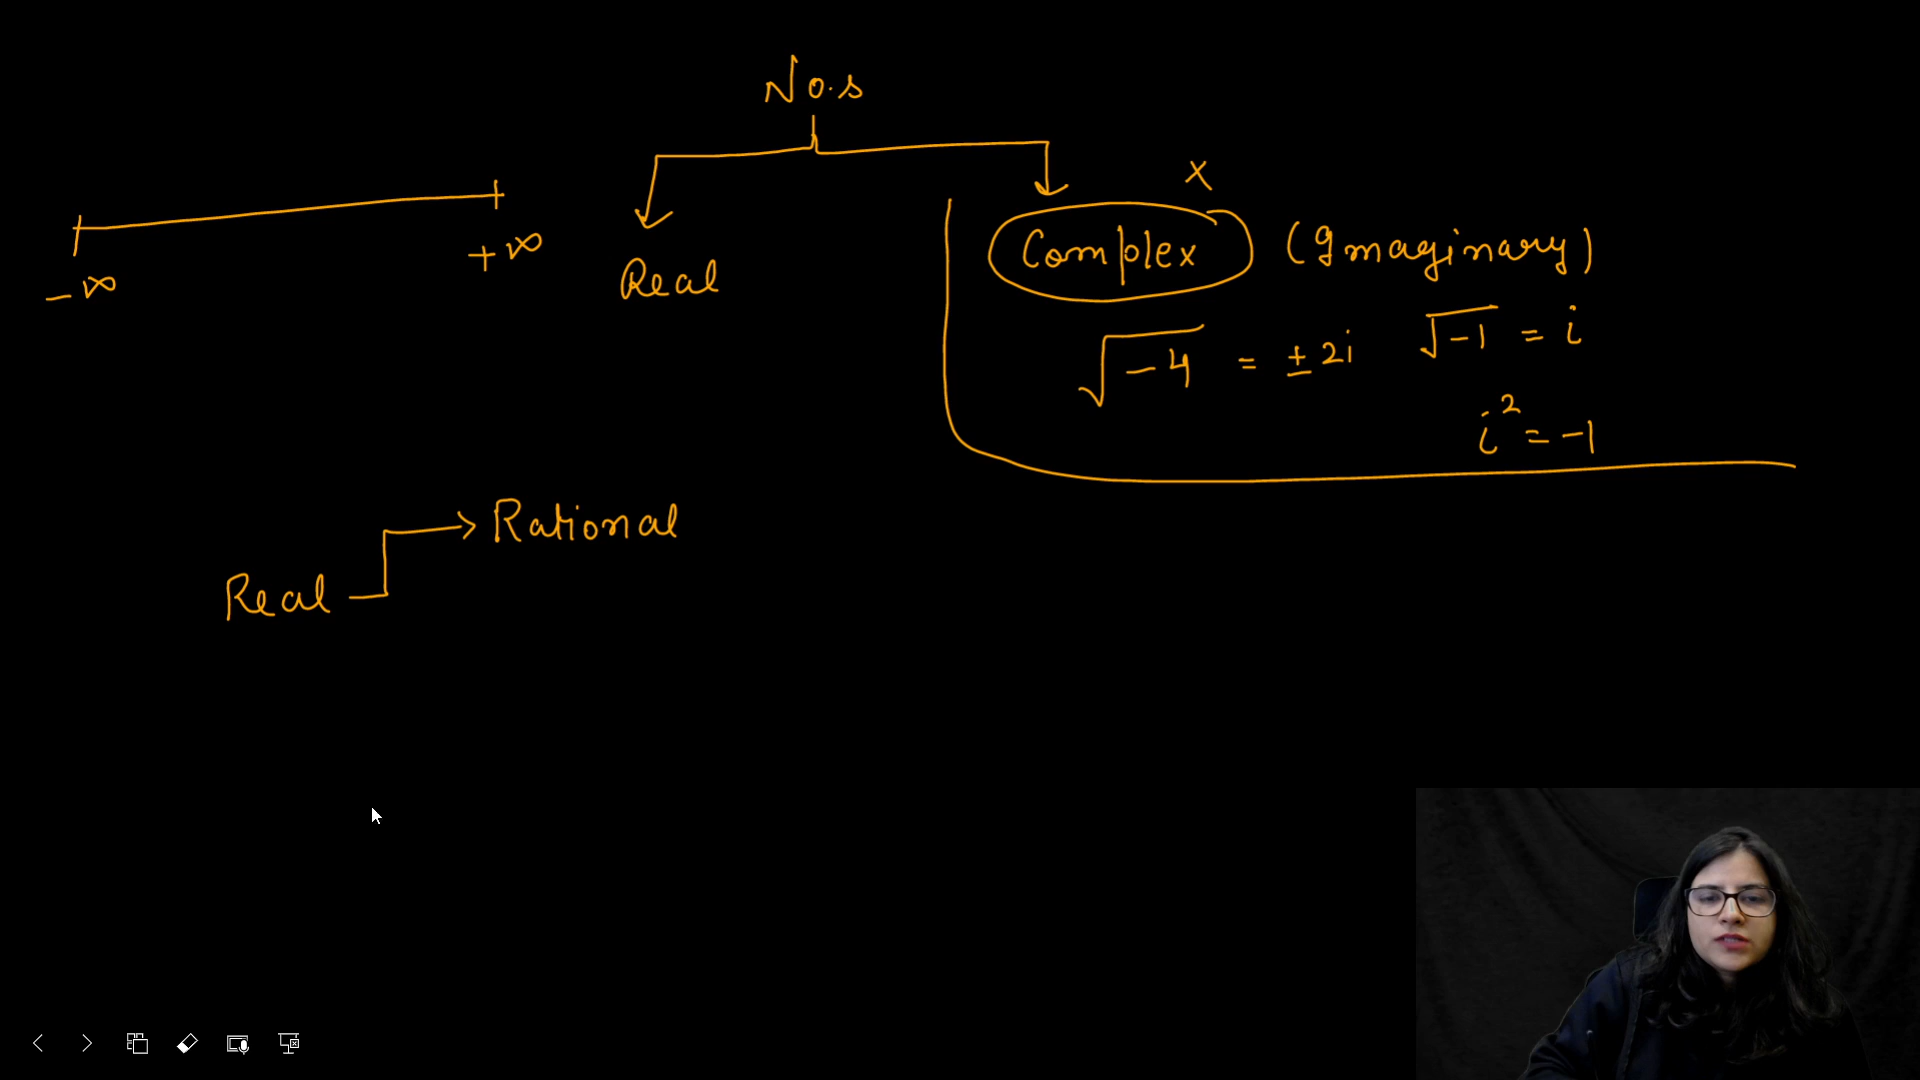 No.s
-∞ +∞
Real
x
Complex (Imaginary)
√-4 = ±2i √-1 = i
i² = -1
Real → Rational